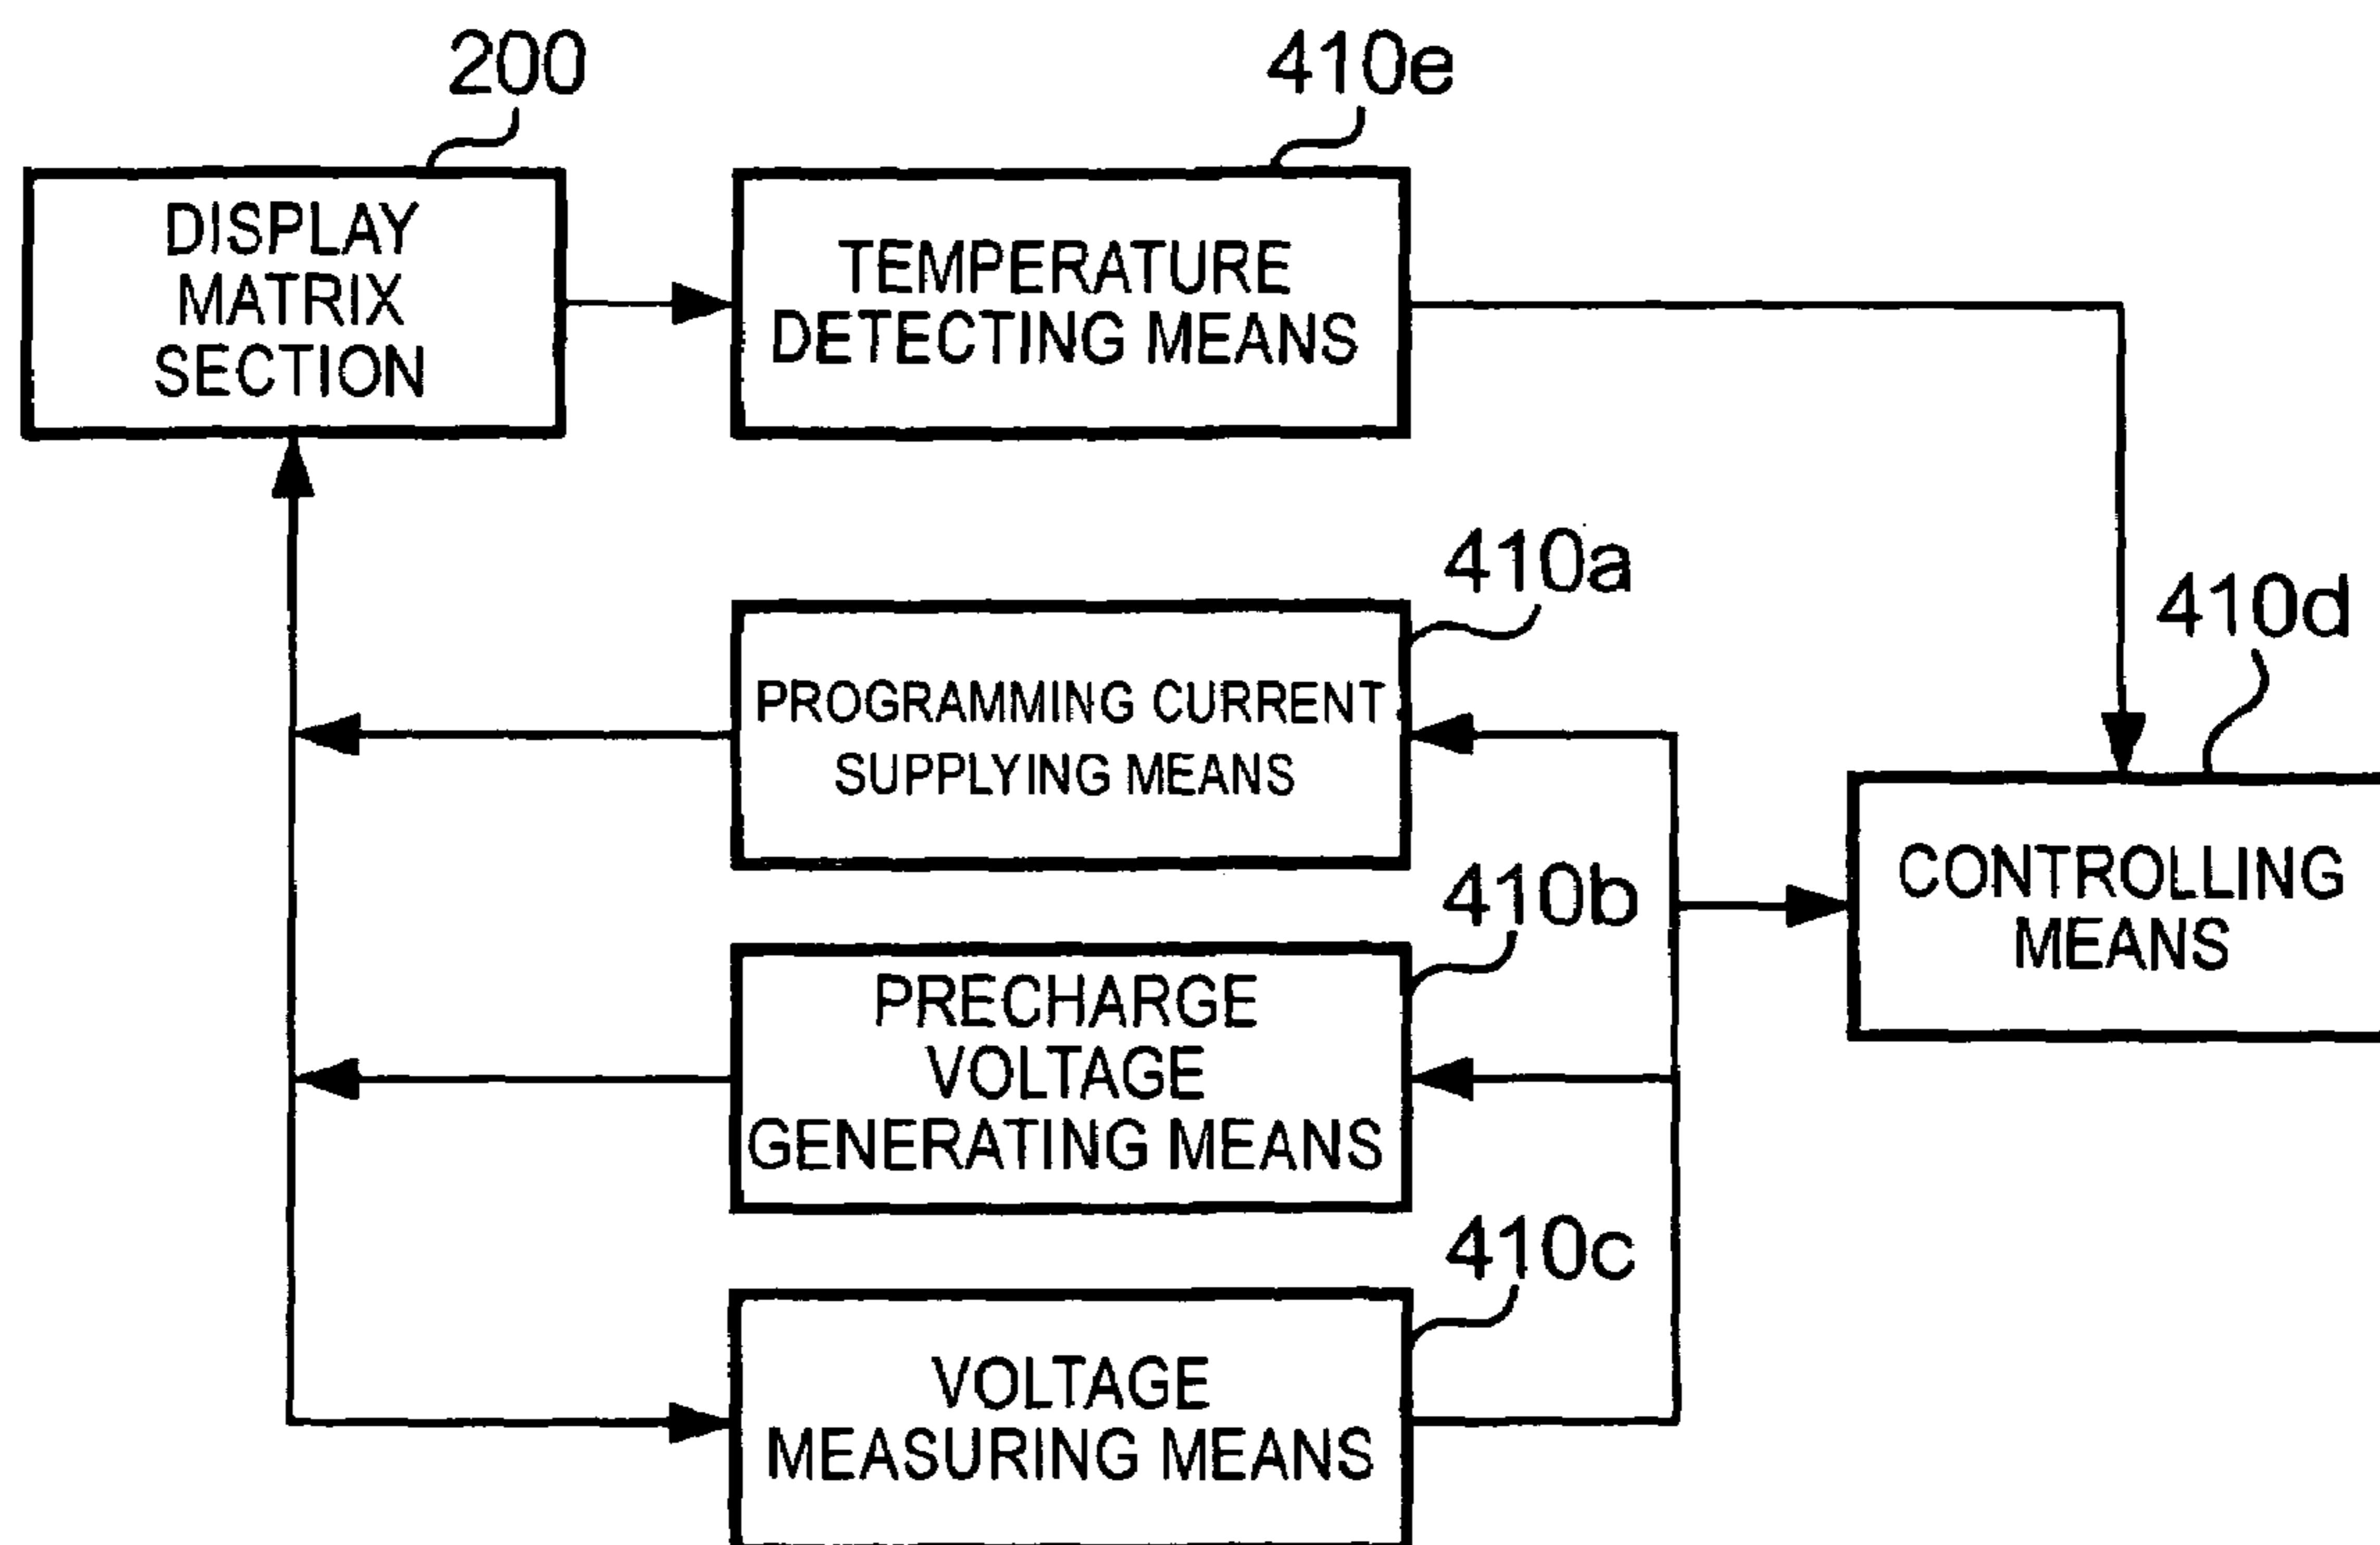 200
410e
DISPLAY
MATRIX
SECTION
TEMPERATURE
DETECTING MEANS
410a
PROGRAMMING CURRENT
SUPPLYING MEANS
410d
CONTROLLING
MEANS
410b
PRECHARGE
VOLTAGE
GENERATING MEANS
410c
VOLTAGE
MEASURING MEANS